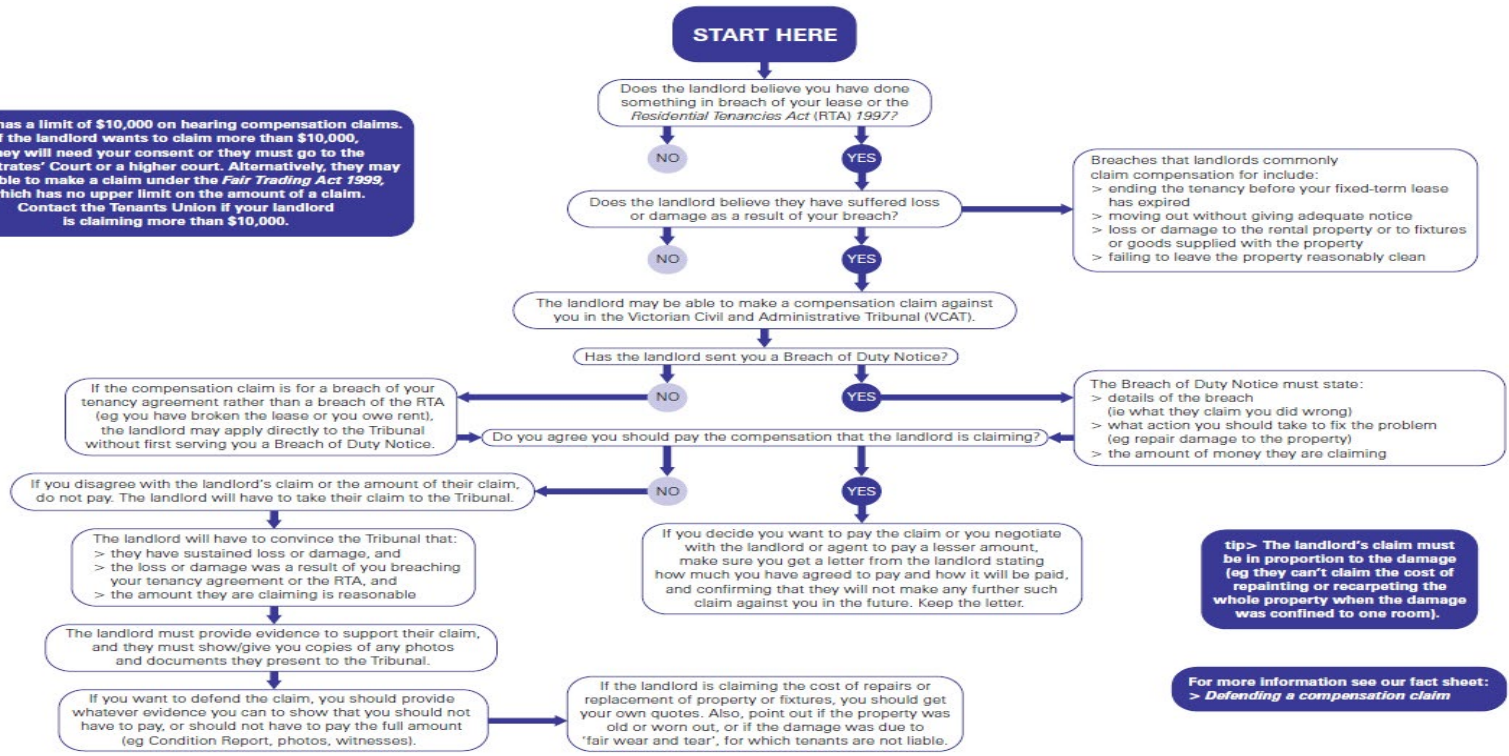 START HERE
Does the landlord believe you have done
something in breach of your lease or the
Residential Tenancies Act (RTA) 1997?
has a limit of $10,000 on hearing compensation claims.
f the landlord wants to claim more than $10,000,
ey will need your consent or they must go to the
trates' Court or a higher court. Alternatively, they may
ble to make a claim under the Fair Trading Act 1999,
hich has no upper limit on the amount of a claim.
Contact the Tenants Union if your landlord
is claiming more than $10,000.
NO
YES
Breaches that landlords commonly
claim compensation for include:
> ending the tenancy before your fixed-term lease
has expired
> moving out without giving adequate notice
> loss or damage to the rental property or to fixtures
or goods supplied with the property
> failing to leave the property reasonably clean
Does the landlord believe they have suffered loss
or damage as a result of your breach?
NO
YES
The landlord may be able to make a compensation claim against
you in the Victorian Civil and Administrative Tribunal (VCAT).
Has the landlord sent you a Breach of Duty Notice?
If the compensation claim is for a breach of your
tenancy agreement rather than a breach of the RTA
(eg you have broken the lease or you owe rent),
the landlord may apply directly to the Tribunal
without first serving you a Breach of Duty Notice.
NO
YES
The Breach of Duty Notice must state:
> details of the breach
(ie what they claim you did wrong)
> what action you should take to fix the problem
(eg repair damage to the property)
> the amount of money they are claiming
Do you agree you should pay the compensation that the landlord is claiming?
If you disagree with the landlord's claim or the amount of their claim,
do not pay. The landlord will have to take their claim to the Tribunal.
NO
YES
The landlord will have to convince the Tribunal that:
> they have sustained loss or damage, and
> the loss or damage was a result of you breaching
your tenancy agreement or the RTA, and
> the amount they are claiming is reasonable
If you decide you want to pay the claim or you negotiate
with the landlord or agent to pay a lesser amount,
make sure you get a letter from the landlord stating
how much you have agreed to pay and how it will be paid,
and confirming that they will not make any further such
claim against you in the future. Keep the letter.
tip> The landlord's claim must
be in proportion to the damage
(eg they can't claim the cost of
repainting or recarpeting the
whole property when the damage
was confined to one room).
The landlord must provide evidence to support their claim,
and they must show/give you copies of any photos
and documents they present to the Tribunal.
If you want to defend the claim, you should provide
whatever evidence you can to show that you should not
have to pay, or should not have to pay the full amount
(eg Condition Report, photos, witnesses).
If the landlord is claiming the cost of repairs or
replacement of property or fixtures, you should get
your own quotes. Also, point out if the property was
old or worn out, or if the damage was due to
'fair wear and tear', for which tenants are not liable.
For more information see our fact sheet:
> Defending a compensation claim